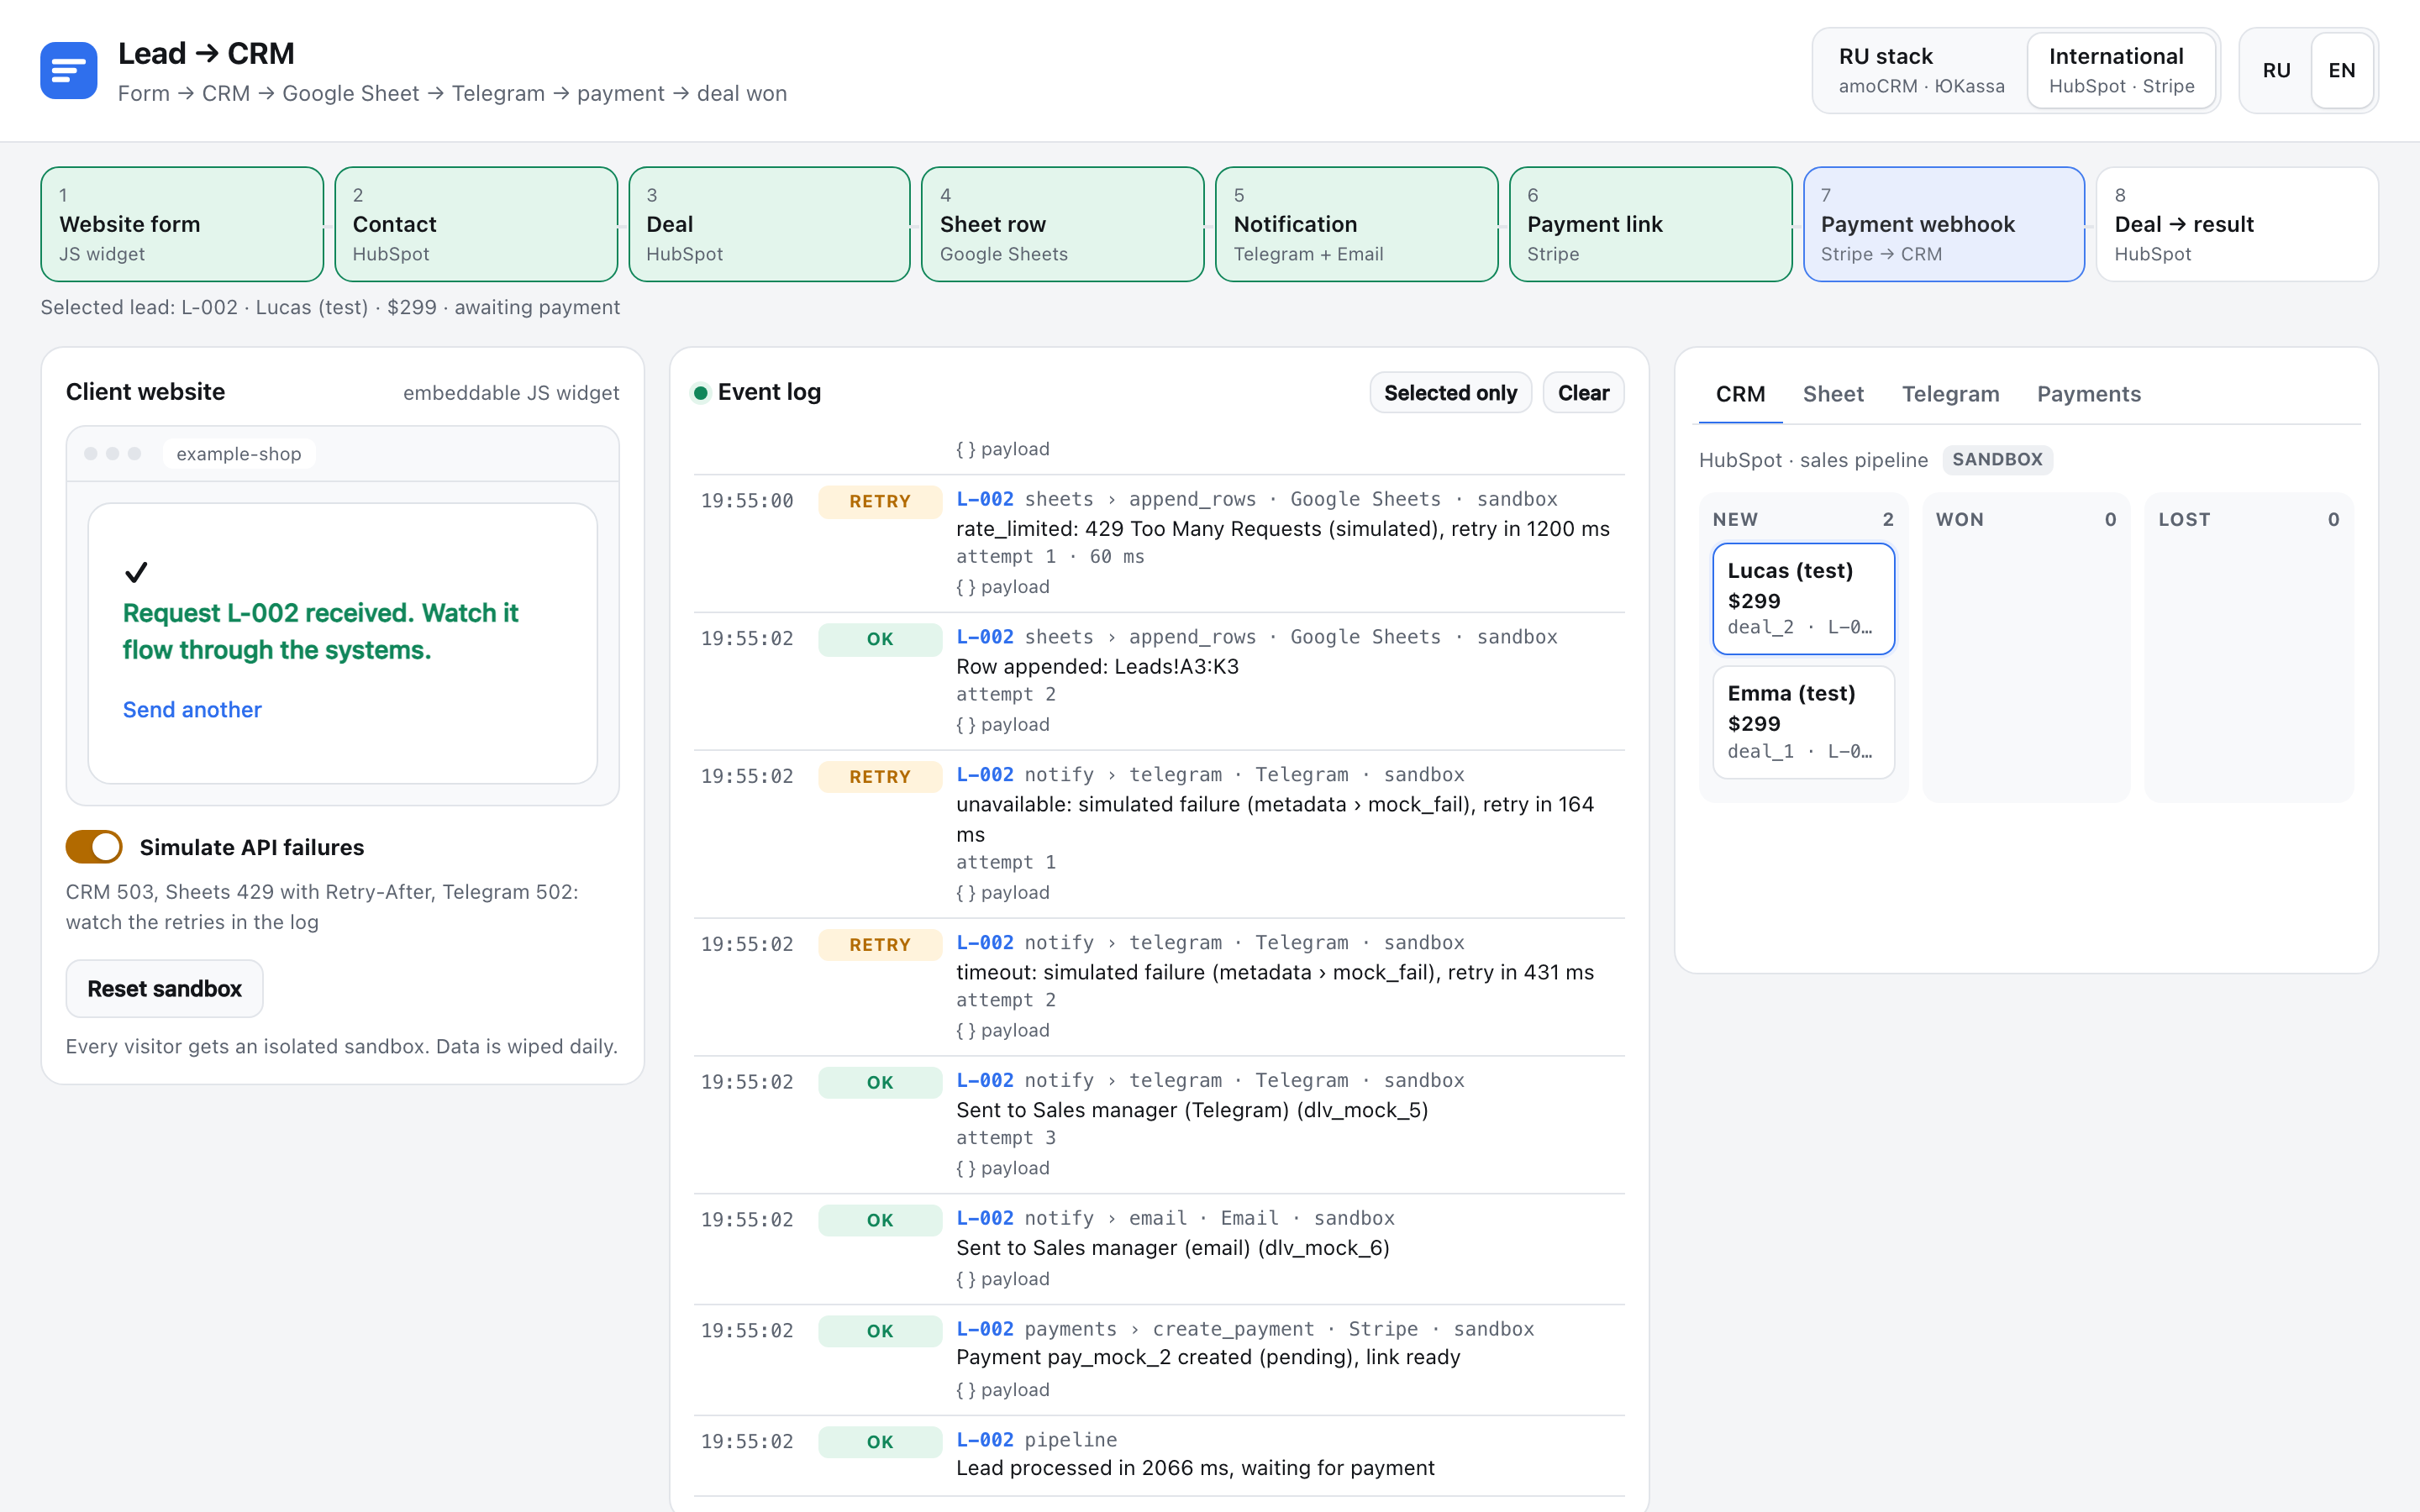 Lead → CRM
Form → CRM → Google Sheet → Telegram → payment → deal won
RU stack
amoCRM · ЮKassa
International
HubSpot · Stripe
RU
EN
1
Website form
JS widget
2
Contact
HubSpot
3
Deal
HubSpot
4
Sheet row
Google Sheets
5
Notification
Telegram + Email
6
Payment link
Stripe
7
Payment webhook
Stripe → CRM
8
Deal → result
HubSpot
Selected lead: L-002 · Lucas (test) · $299 · awaiting payment
Client website
embeddable JS widget
example-shop
✓
Request L-002 received. Watch it
flow through the systems.
Send another
Simulate API failures
CRM 503, Sheets 429 with Retry-After, Telegram 502:
watch the retries in the log
Reset sandbox
Every visitor gets an isolated sandbox. Data is wiped daily.
Event log
Selected only
Clear
{ } payload
19:55:00 RETRY L-002 sheets › append_rows · Google Sheets · sandbox
rate_limited: 429 Too Many Requests (simulated), retry in 1200 ms
attempt 1 · 60 ms
{ } payload
19:55:02 OK L-002 sheets › append_rows · Google Sheets · sandbox
Row appended: Leads!A3:K3
attempt 2
{ } payload
19:55:02 RETRY L-002 notify › telegram · Telegram · sandbox
unavailable: simulated failure (metadata › mock_fail), retry in 164
ms
attempt 1
{ } payload
19:55:02 RETRY L-002 notify › telegram · Telegram · sandbox
timeout: simulated failure (metadata › mock_fail), retry in 431 ms
attempt 2
{ } payload
19:55:02 OK L-002 notify › telegram · Telegram · sandbox
Sent to Sales manager (Telegram) (dlv_mock_5)
attempt 3
{ } payload
19:55:02 OK L-002 notify › email · Email · sandbox
Sent to Sales manager (email) (dlv_mock_6)
{ } payload
19:55:02 OK L-002 payments › create_payment · Stripe · sandbox
Payment pay_mock_2 created (pending), link ready
{ } payload
19:55:02 OK L-002 pipeline
Lead processed in 2066 ms, waiting for payment
CRM
Sheet
Telegram
Payments
HubSpot · sales pipeline SANDBOX
NEW 2
Lucas (test)
$299
deal_2 · L-0…
Emma (test)
$299
deal_1 · L-0…
WON 0
LOST 0